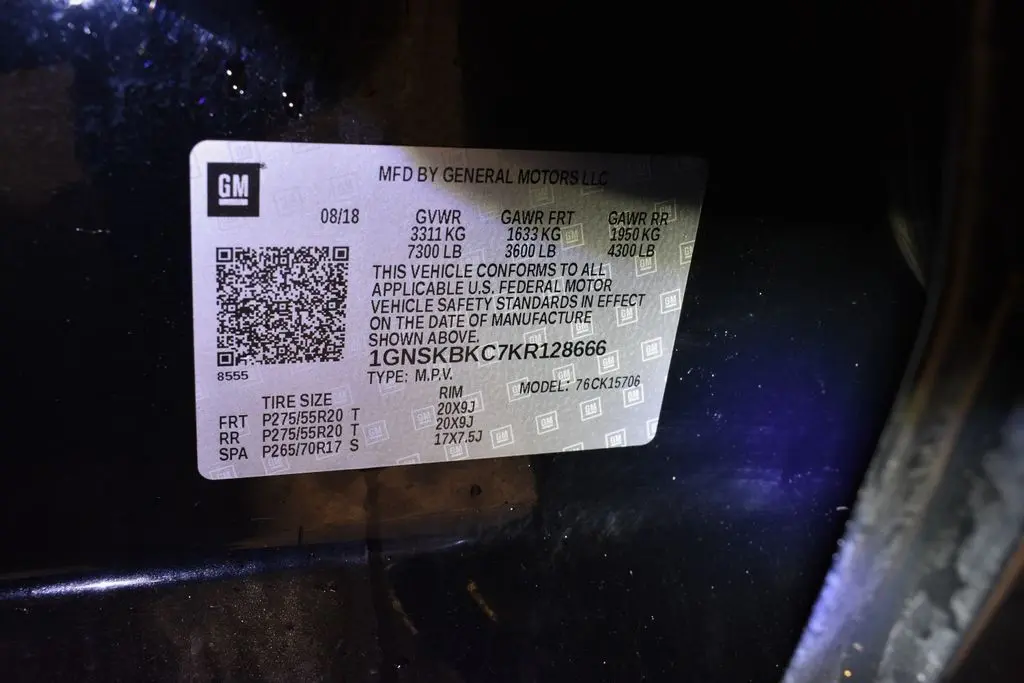 GM
MFD BY GENERAL MOTORS LLC
08/18 GVWR GAWR FRT GAWR RR
3311 KG 1633 KG 1950 KG
7300 LB 3600 LB 4300 LB
THIS VEHICLE CONFORMS TO ALL
APPLICABLE U.S. FEDERAL MOTOR
VEHICLE SAFETY STANDARDS IN EFFECT
ON THE DATE OF MANUFACTURE
SHOWN ABOVE.
1GNSKBKC7KR128666
8555
TYPE: M.P.V. MODEL: 76CK15706
TIRE SIZE RIM
FRT P275/55R20 T 20X9J
RR P275/55R20 T 20X9J
SPA P265/70R17 S 17X7.5J